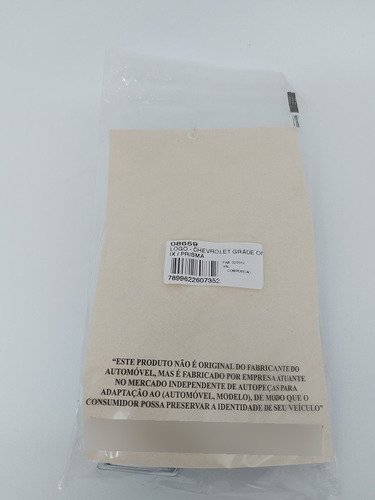 08059
LOGO - CHEVROLET GRADE ON
IX / PRISMA
7899622607352
"ESTE PRODUTO NÃO É ORIGINAL DO FABRICANTE DO
AUTOMÓVEL, MAS É FABRICADO POR EMPRESA ATUANTE
NO MERCADO INDEPENDENTE DE AUTOPEÇAS PARA
ADAPTAÇÃO AO (AUTOMÓVEL, MODELO), DE MODO QUE O
CONSUMIDOR POSSA PRESERVAR A IDENTIDADE DE SEU VEÍCULO"